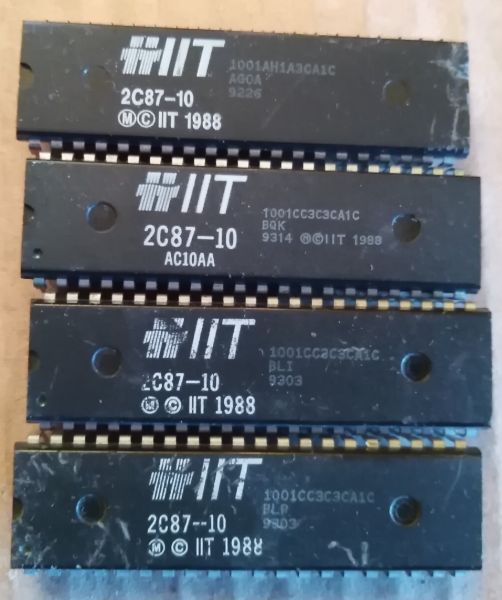 IIT
2C87-10
Ⓜ © IIT 1988
1001AH1A3CA1C
AGOA
9226
IIT
2C87-10
AC10AA
1001CC3C3CA1C
BQK
9314 Ⓜ©IIT 1988
IIT
2C87-10
Ⓜ © IIT 1988
1001CC3C3CA1C
BLI
9303
IIT
2C87--10
Ⓜ © IIT 1988
1001CC3C3CA1C
9303